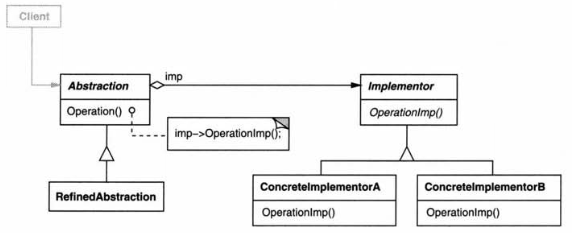 Client
Abstraction
imp
Implementor
Operation()
OperationImp()
imp->OperationImp();
RefinedAbstraction
ConcreteImplementorA
ConcreteImplementorB
OperationImp()
OperationImp()